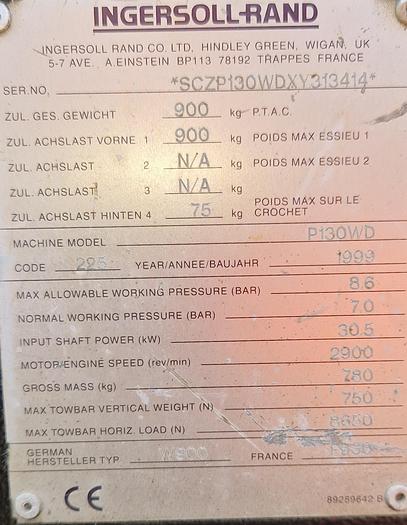 INGERSOLL-RAND
INGERSOLL RAND CO. LTD, HINDLEY GREEN, WIGAN, UK
5-7 AVE. A.EINSTEIN BP113 78192 TRAPPES FRANCE
SER.NO, *SCZP130WDXY313414*
ZUL. GES. GEWICHT 900 kg P.T.A.C.
ZUL. ACHSLAST VORNE 1 900 kg POIDS MAX ESSIEU 1
ZUL. ACHSLAST 2 N/A kg POIDS MAX ESSIEU 2
ZUL. ACHSLAST 3 N/A kg
ZUL. ACHSLAST HINTEN 4 75 kg POIDS MAX SUR LE CROCHET
MACHINE MODEL P130WD
CODE 225 YEAR/ANNEE/BAUJAHR 1999
MAX ALLOWABLE WORKING PRESSURE (BAR) 8.6
NORMAL WORKING PRESSURE (BAR) 7.0
INPUT SHAFT POWER (kW) 30.5
MOTOR/ENGINE SPEED (rev/min) 2900
GROSS MASS (kg) 780
MAX TOWBAR VERTICAL WEIGHT (N) 750
MAX TOWBAR HORIZ. LOAD (N) 8650
GERMAN HERSTELLER TYP W900 FRANCE
CE 89289642 B